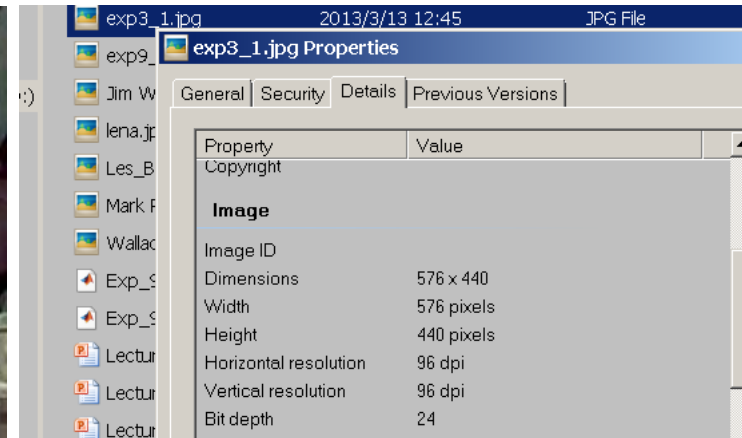 exp3_1.jpg 2013/3/13 12:45 JPG File
exp9_
exp3_1.jpg Properties
:)
Jim W
General Security Details Previous Versions
lena.jp
Property Value
Les_B
Copyright
Mark
Image
Wallac
Image ID
Exp_
Dimensions 576 x 440
Width 576 pixels
Exp_
Height 440 pixels
Lectur
Horizontal resolution 96 dpi
Lectur
Vertical resolution 96 dpi
Bit depth 24
Lectur